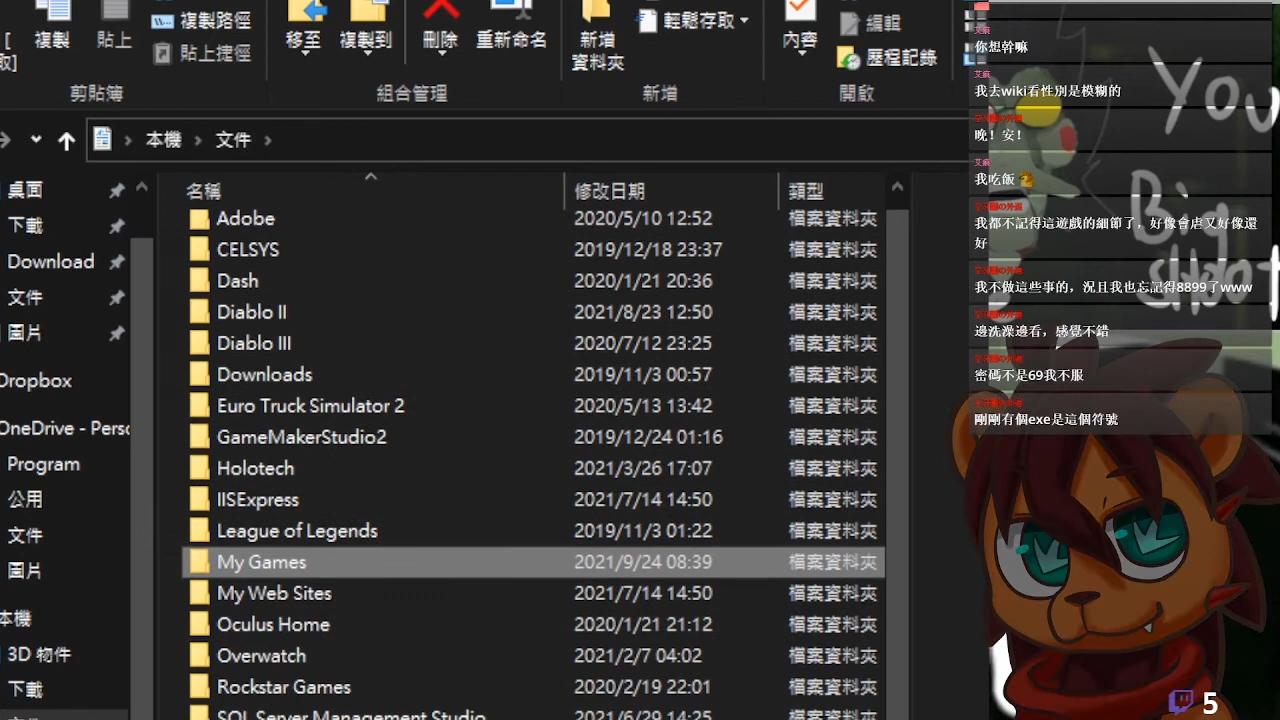 複製
貼上
複製路徑
貼上捷徑
剪貼簿
移至
複製到
刪除
重新命名
組合管理
新增
資料夾
輕鬆存取
新增
內容
編輯
歷程記錄
開啟
本機
文件
桌面
下載
Download
文件
圖片
Dropbox
OneDrive - Pers
Program
公用
文件
圖片
本機
3D 物件
下載
名稱 修改日期 類型
Adobe 2020/5/10 12:52 檔案資料夾
CELSYS 2019/12/18 23:37 檔案資料夾
Dash 2020/1/21 20:36 檔案資料夾
Diablo II 2021/8/23 12:50 檔案資料夾
Diablo III 2020/7/12 23:25 檔案資料夾
Downloads 2019/11/3 00:57 檔案資料夾
Euro Truck Simulator 2 2020/5/13 13:42 檔案資料夾
GameMakerStudio2 2019/12/24 01:16 檔案資料夾
Holotech 2021/3/26 17:07 檔案資料夾
IISExpress 2021/7/14 14:50 檔案資料夾
League of Legends 2019/11/3 01:22 檔案資料夾
My Games 2021/9/24 08:39 檔案資料夾
My Web Sites 2021/7/14 14:50 檔案資料夾
Oculus Home 2020/1/21 21:12 檔案資料夾
Overwatch 2021/2/7 04:02 檔案資料夾
Rockstar Games 2020/2/19 22:01 檔案資料夾
SQL Server Management Studio 2021/6/29 14:25 檔案資料夾
你想幹嘛
我去wiki看性別是模糊的
晚！安！
我吃飯
我都不記得這遊戲的細節了，好像會虐又好像還
好
我不做這些事的，況且我也忘記得8899了www
邊洗澡邊看，感覺不錯
密碼不是69我不服
剛剛有個exe是這個符號
You
Big
shot
5